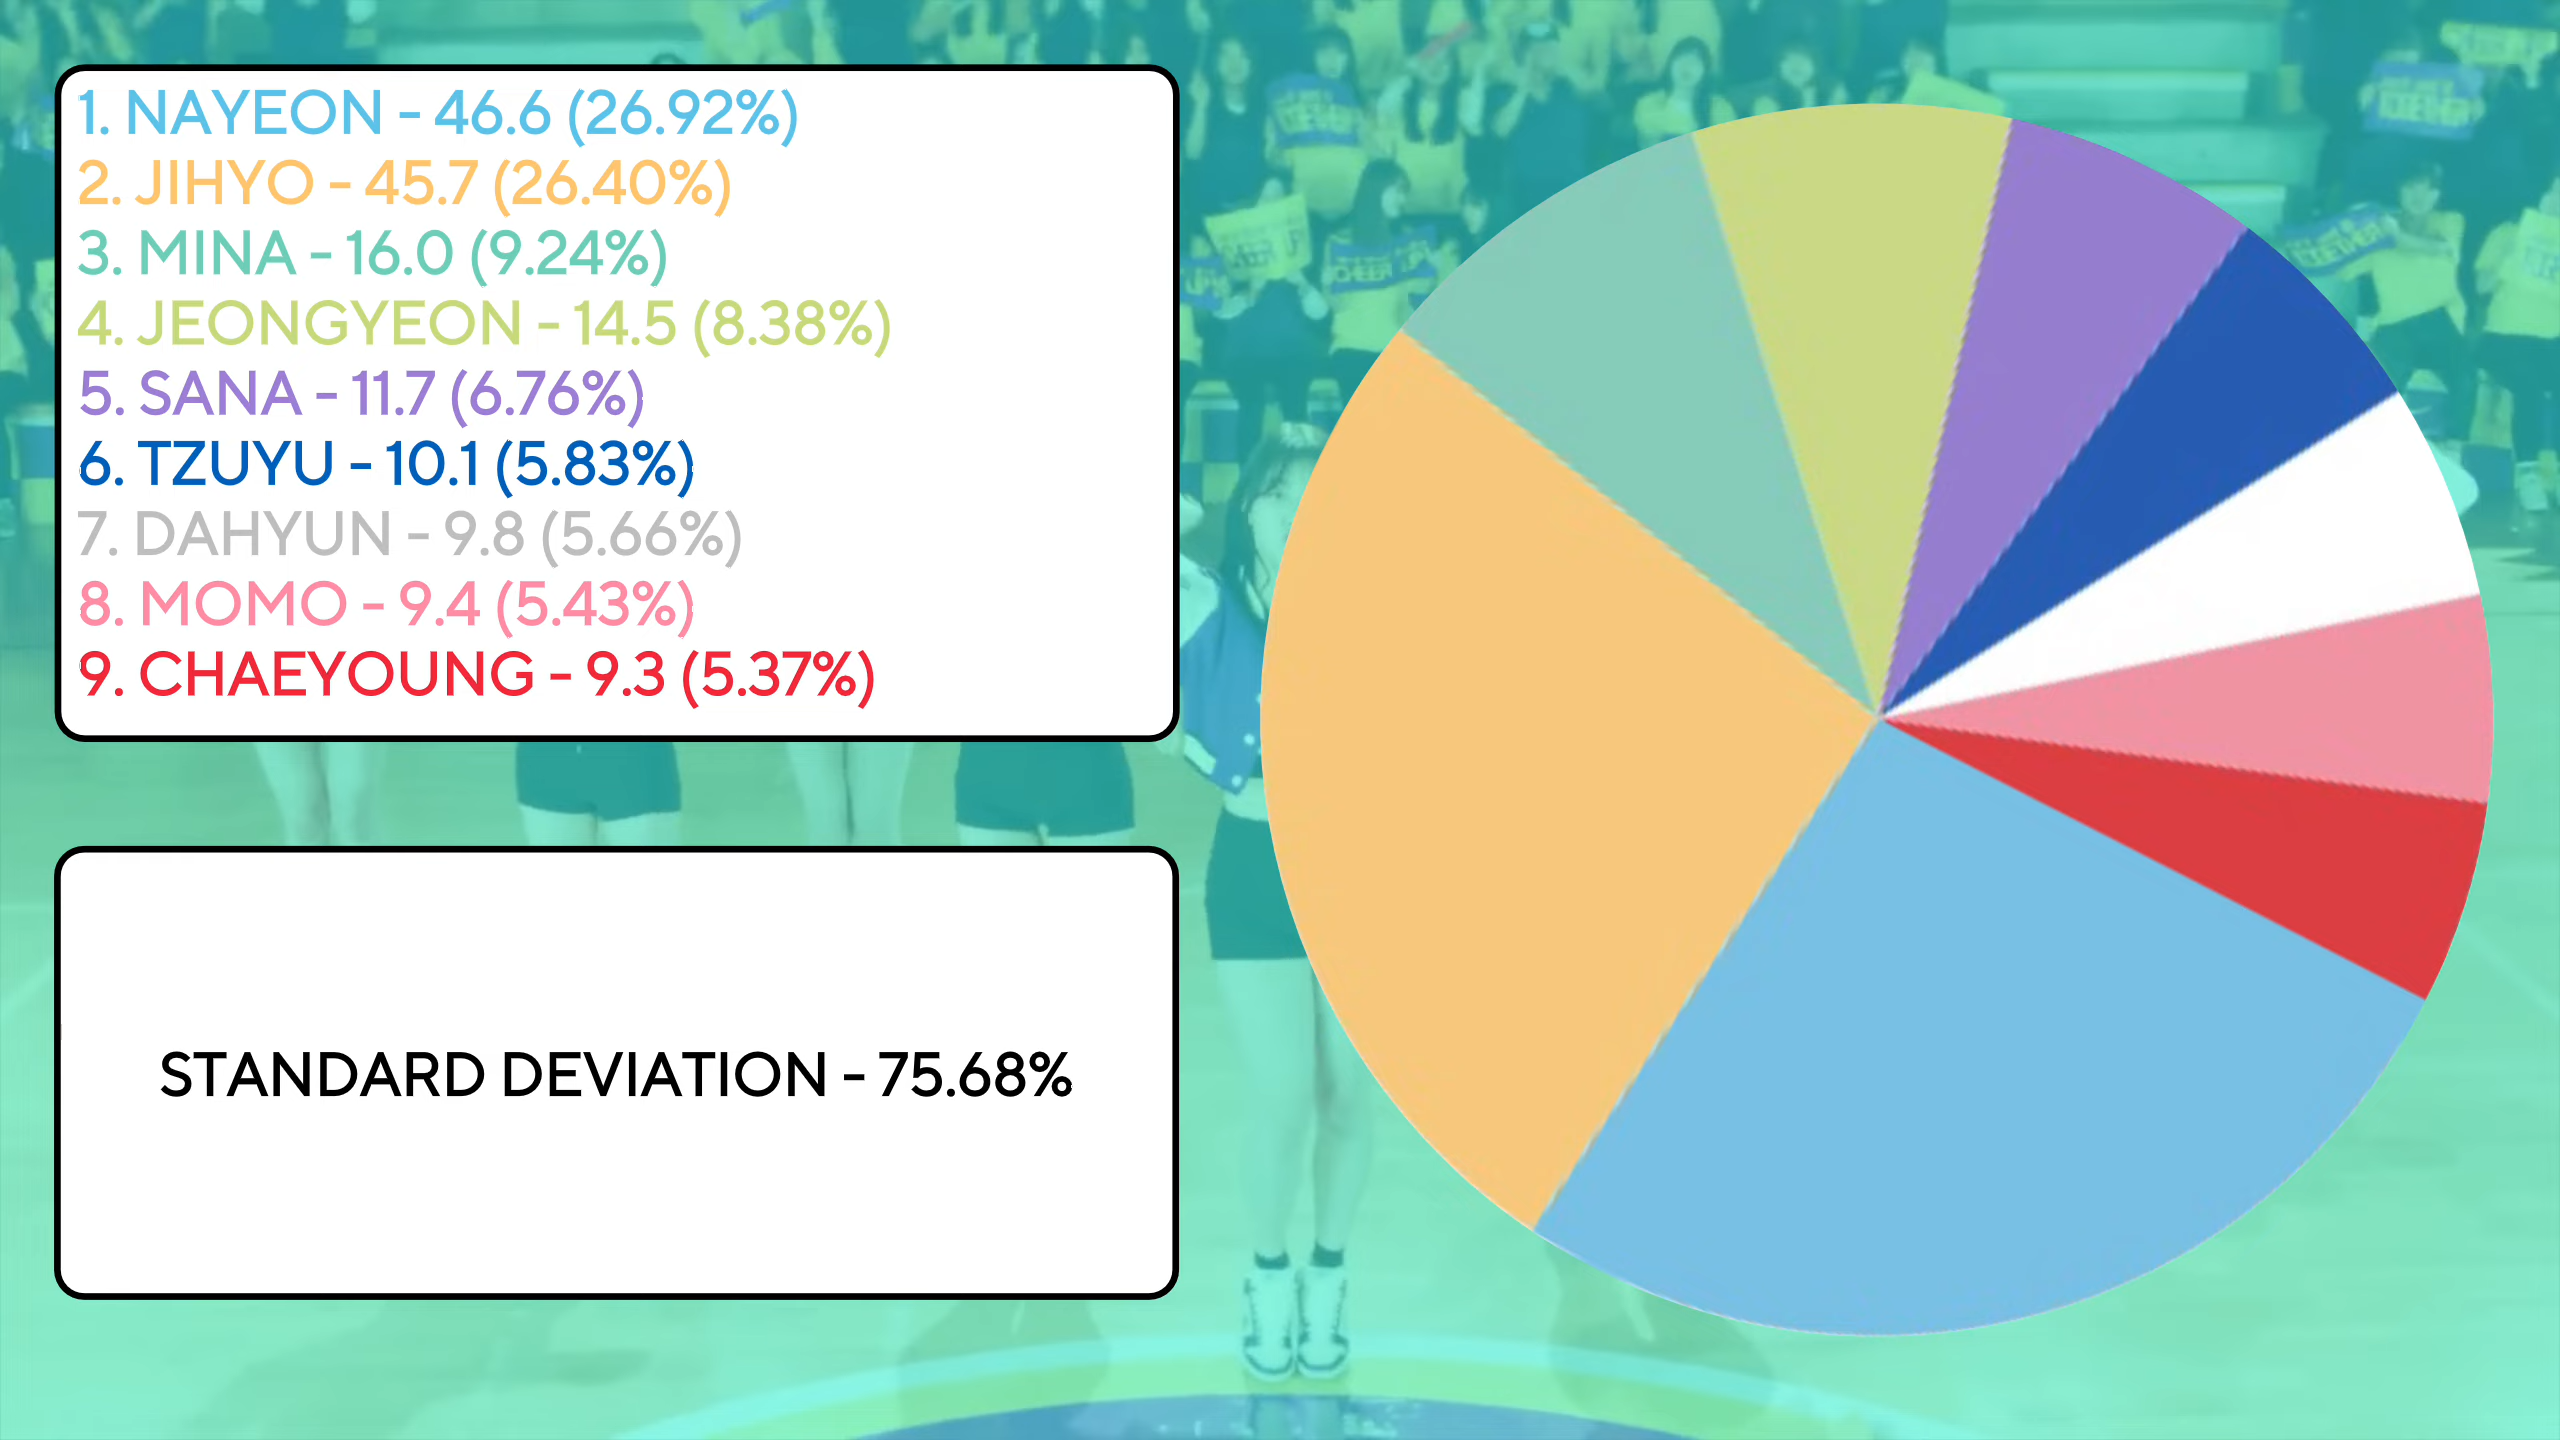 1. NAYEON - 46.6 (26.92%)
2. JIHYO - 45.7 (26.40%)
3. MINA - 16.0 (9.24%)
4. JEONGYEON - 14.5 (8.38%)
5. SANA - 11.7 (6.76%)
6. TZUYU - 10.1 (5.83%)
7. DAHYUN - 9.8 (5.66%)
8. MOMO - 9.4 (5.43%)
9. CHAEYOUNG - 9.3 (5.37%)
STANDARD DEVIATION - 75.68%